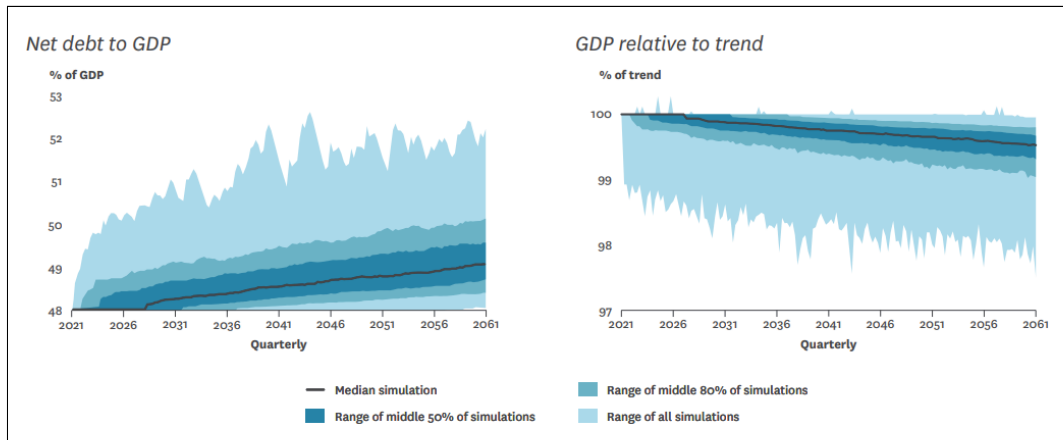 Net debt to GDP
% of GDP
53
52
51
50
49
48
2021 2026 2031 2036 2041 2046 2051 2056 2061
Quarterly
GDP relative to trend
% of trend
100
99
98
97
2021 2026 2031 2036 2041 2046 2051 2056 2061
Quarterly
Median simulation
Range of middle 80% of simulations
Range of middle 50% of simulations
Range of all simulations